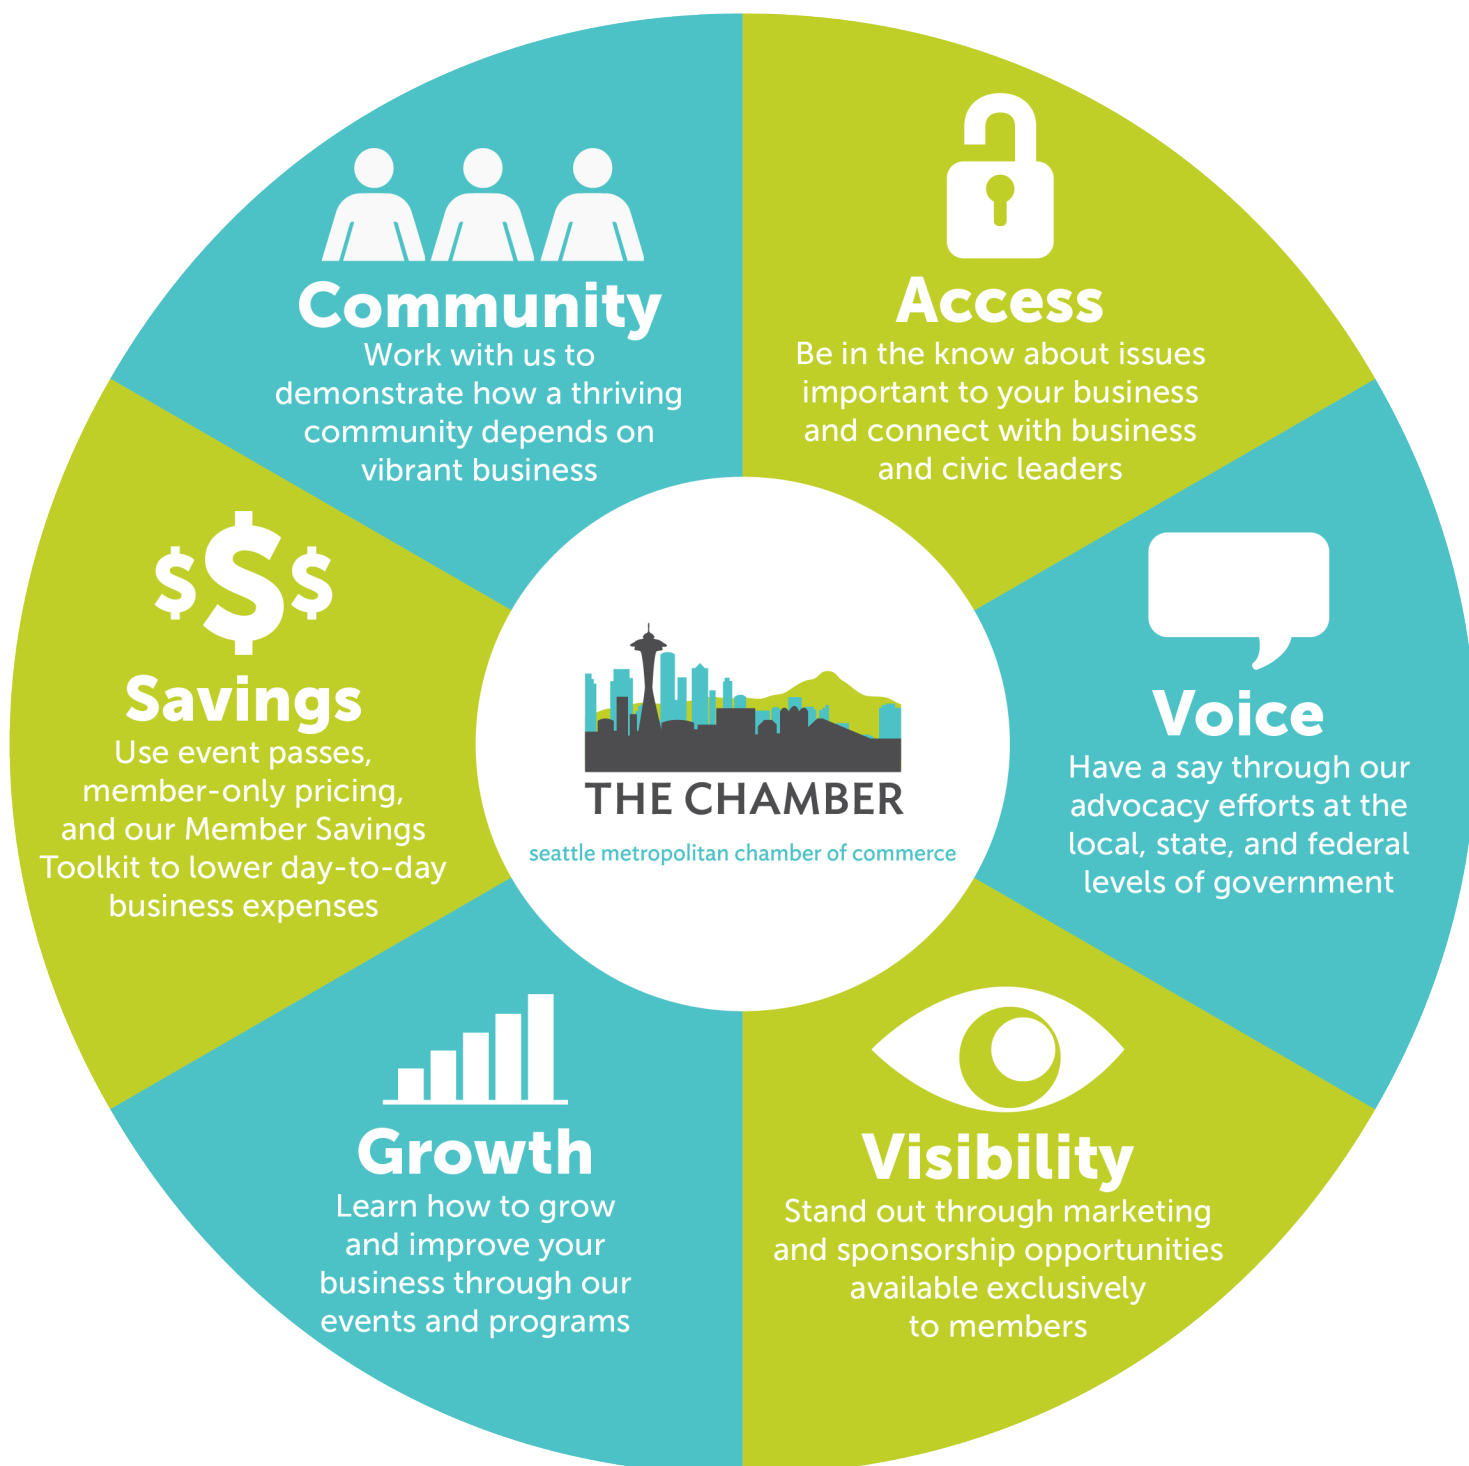 Community
Work with us to
demonstrate how a thriving
community depends on
vibrant business
Access
Be in the know about issues
important to your business
and connect with business
and civic leaders
$$$
Savings
Use event passes,
member-only pricing,
and our Member Savings
Toolkit to lower day-to-day
business expenses
THE CHAMBER
seattle metropolitan chamber of commerce
Voice
Have a say through our
advocacy efforts at the
local, state, and federal
levels of government
Growth
Learn how to grow
and improve your
business through our
events and programs
Visibility
Stand out through marketing
and sponsorship opportunities
available exclusively
to members